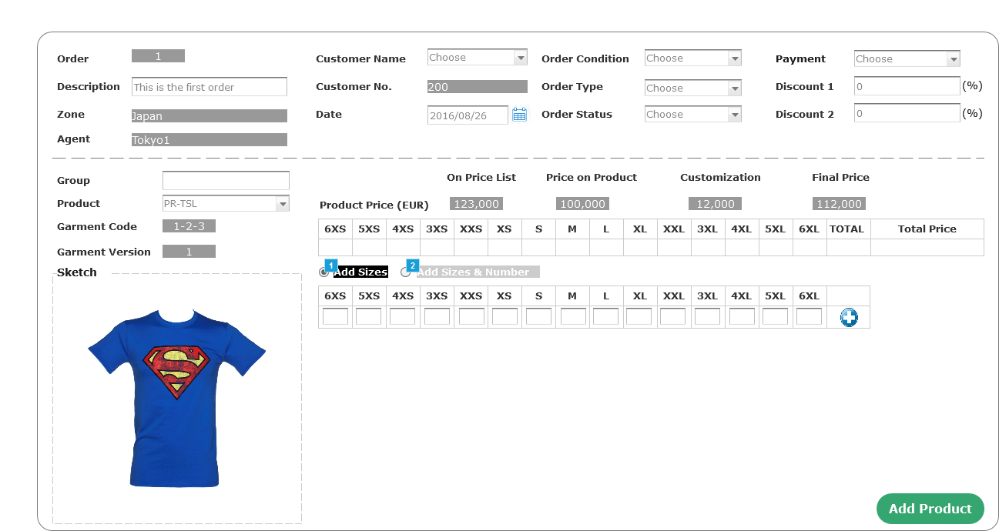 Order 1 Customer Name Choose Order Condition Choose Payment Choose
Description This is the first order Customer No. 200 Order Type Choose Discount 1 0 (%)
Zone Japan Date 2016/08/26 Order Status Choose Discount 2 0 (%)
Agent Tokyo1
Group On Price List Price on Product Customization Final Price
Product PR-TSL Product Price (EUR) 123,000 100,000 12,000 112,000
Garment Code 1-2-3 6XS 5XS 4XS 3XS XXS XS S M L XL XXL 3XL 4XL 5XL 6XL TOTAL Total Price
Garment Version 1
Sketch 1 Add Sizes 2 Add Sizes & Number
6XS 5XS 4XS 3XS XXS XS S M L XL XXL 3XL 4XL 5XL 6XL
S
Add Product